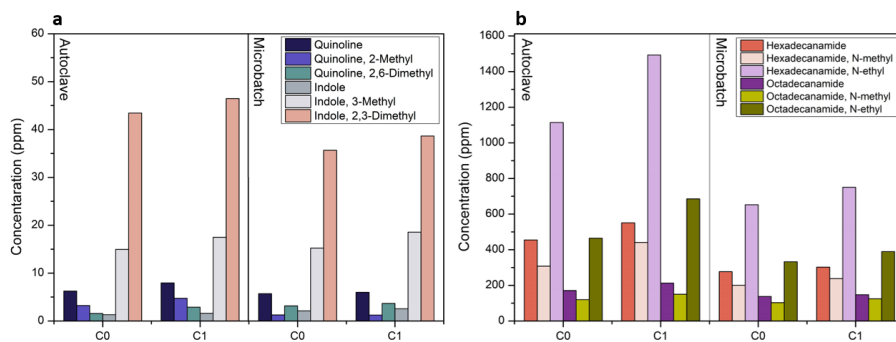 a
60
50
40
30
20
10
0
Concentaration (ppm)
Autoclave
Microbatch
Quinoline
Quinoline, 2-Methyl
Quinoline, 2,6-Dimethyl
Indole
Indole, 3-Methyl
Indole, 2,3-Dimethyl
C0
C1
C0
C1
b
1600
1400
1200
1000
800
600
400
200
0
Concentration (ppm)
Autoclave
Microbatch
Hexadecanamide
Hexadecanamide, N-methyl
Hexadecanamide, N-ethyl
Octadecanamide
Octadecanamide, N-methyl
Octadecanamide, N-ethyl
C0
C1
C0
C1